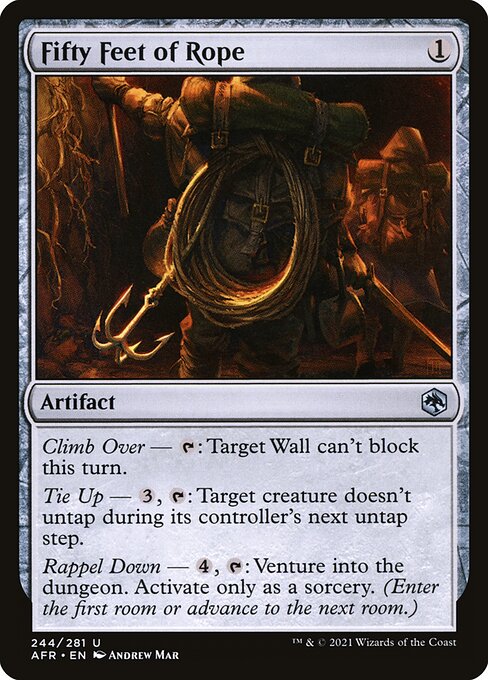 Fifty Feet of Rope 1
Artifact
Climb Over — : Target Wall can't block
this turn.
Tie Up — 3, : Target creature doesn't
untap during its controller's next untap
step.
Rappel Down — 4, : Venture into the
dungeon. Activate only as a sorcery. (Enter
the first room or advance to the next room.)
244/281 U
™ & © 2021 Wizards of the Coast
AFR • EN Andrew Mar